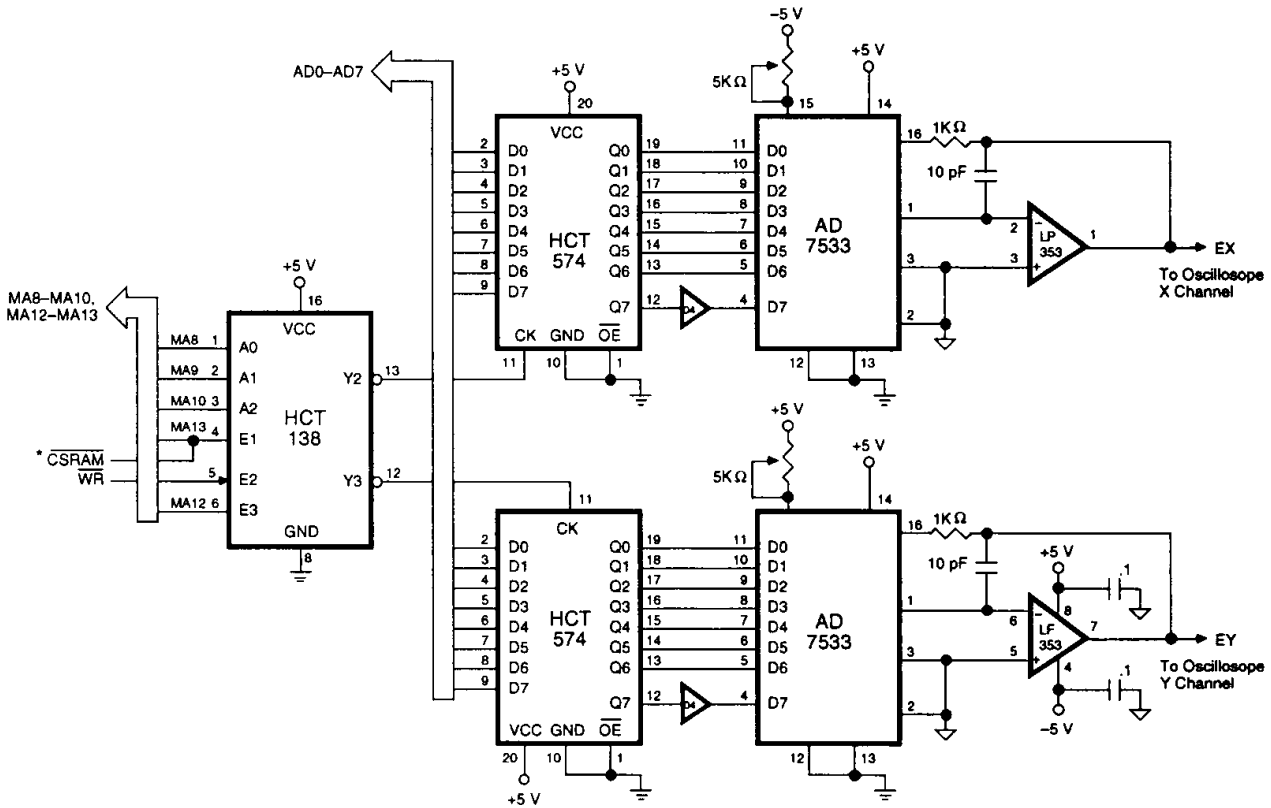 −5 V
AD0–AD7
+5 V
5KΩ
+5 V
20
15
14
VCC
16
1KΩ
10 pF
2 D0 Q0 19 11 D0
3 D1 Q1 18 10 D1
4 D2 Q2 17 9 D2
5 D3 Q3 16 8 D3
6 D4 Q4 15 7 D4
7 D5 Q5 14 6 D5
8 D6 Q6 13 5 D6
9 D7
Q7 12 D4 4 D7
HCT
574
AD
7533
1
2
LP
353
1
3
3
EX
To Oscillosope
X Channel
2
CK GND OE
11 10 1
12 13
+5 V
MA8–MA10,
MA12–MA13
16
VCC
MA8 1 A0
MA9 2 A1
MA10 3 A2
MA13 4 E1
* CSRAM
WR
5 E2
MA12 6 E3
HCT
138
Y2 13
Y3 12
GND
8
+5 V
5KΩ
+5 V
11
15
14
CK
16
1KΩ
10 pF
2 D0 Q0 19 11 D0
3 D1 Q1 18 10 D1
4 D2 Q2 17 9 D2
5 D3 Q3 16 8 D3
6 D4 Q4 15 7 D4
7 D5 Q5 14 6 D5
8 D6 Q6 13 5 D6
9 D7
Q7 12 D4 4 D7
HCT
574
AD
7533
+5 V
.1
8
1
6
LF
353
7
3
5
4
.1
−5 V
EY
To Oscillosope
Y Channel
2
VCC GND OE
20 10 1
12 13
+5 V